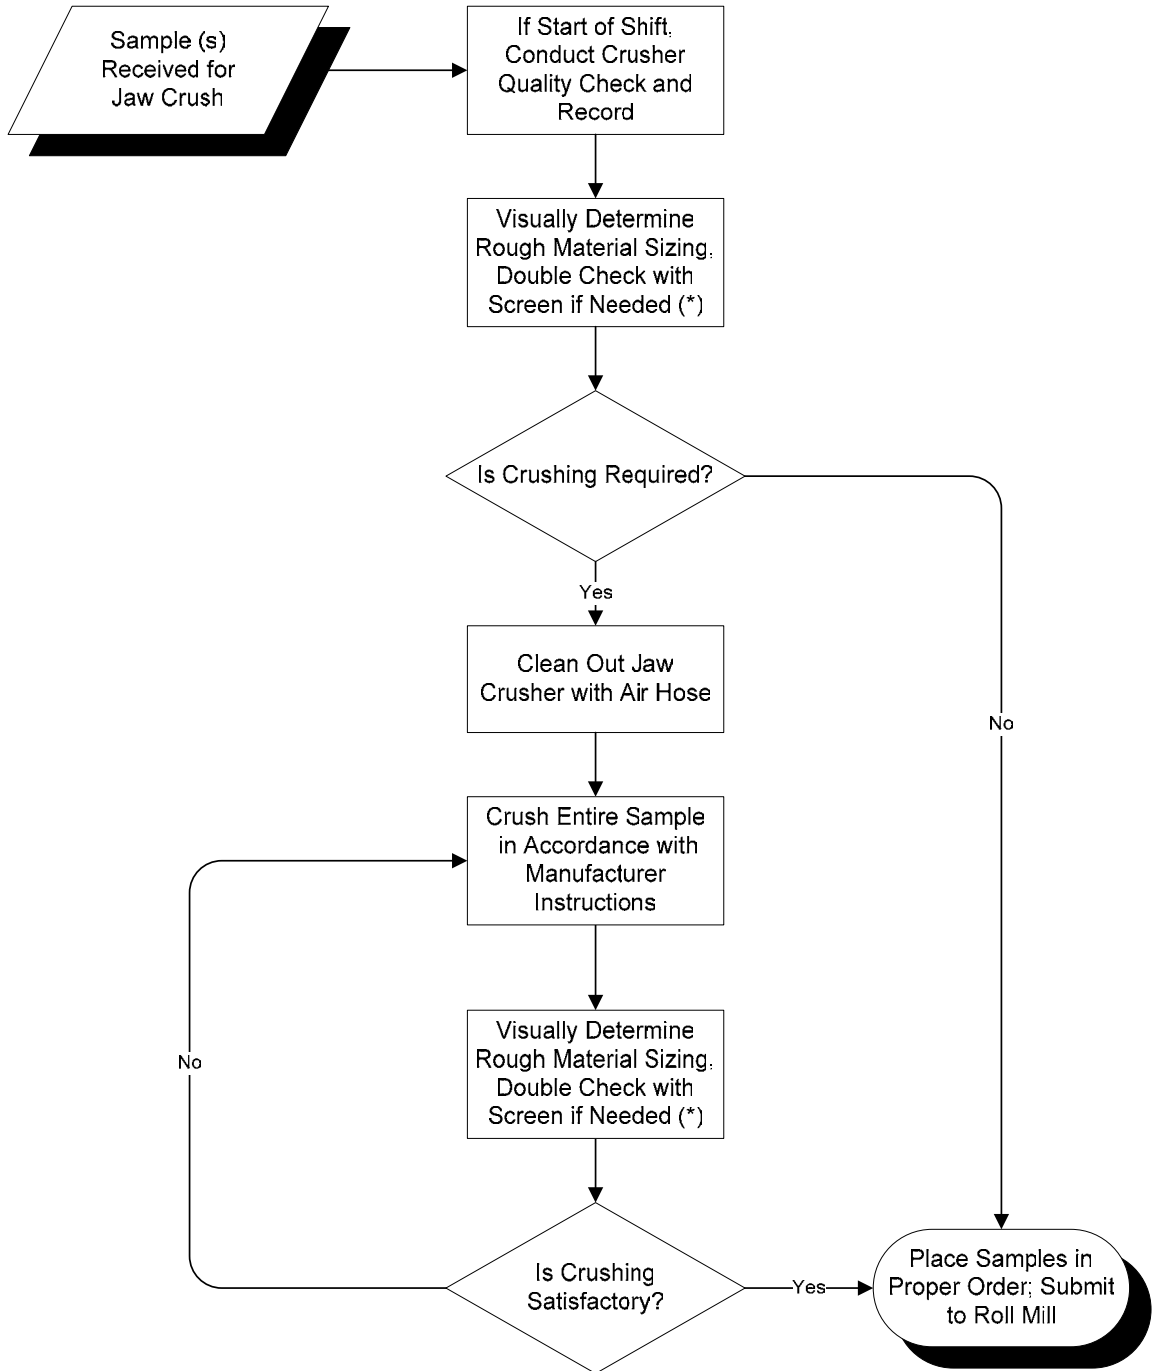 Sample (s)
Received for
Jaw Crush
If Start of Shift,
Conduct Crusher
Quality Check and
Record
Visually Determine
Rough Material Sizing,
Double Check with
Screen if Needed (*)
Is Crushing Required?
Yes
No
Clean Out Jaw
Crusher with Air Hose
Crush Entire Sample
in Accordance with
Manufacturer
Instructions
Visually Determine
Rough Material Sizing,
Double Check with
Screen if Needed (*)
No
Is Crushing
Satisfactory?
Yes
Place Samples in
Proper Order; Submit
to Roll Mill